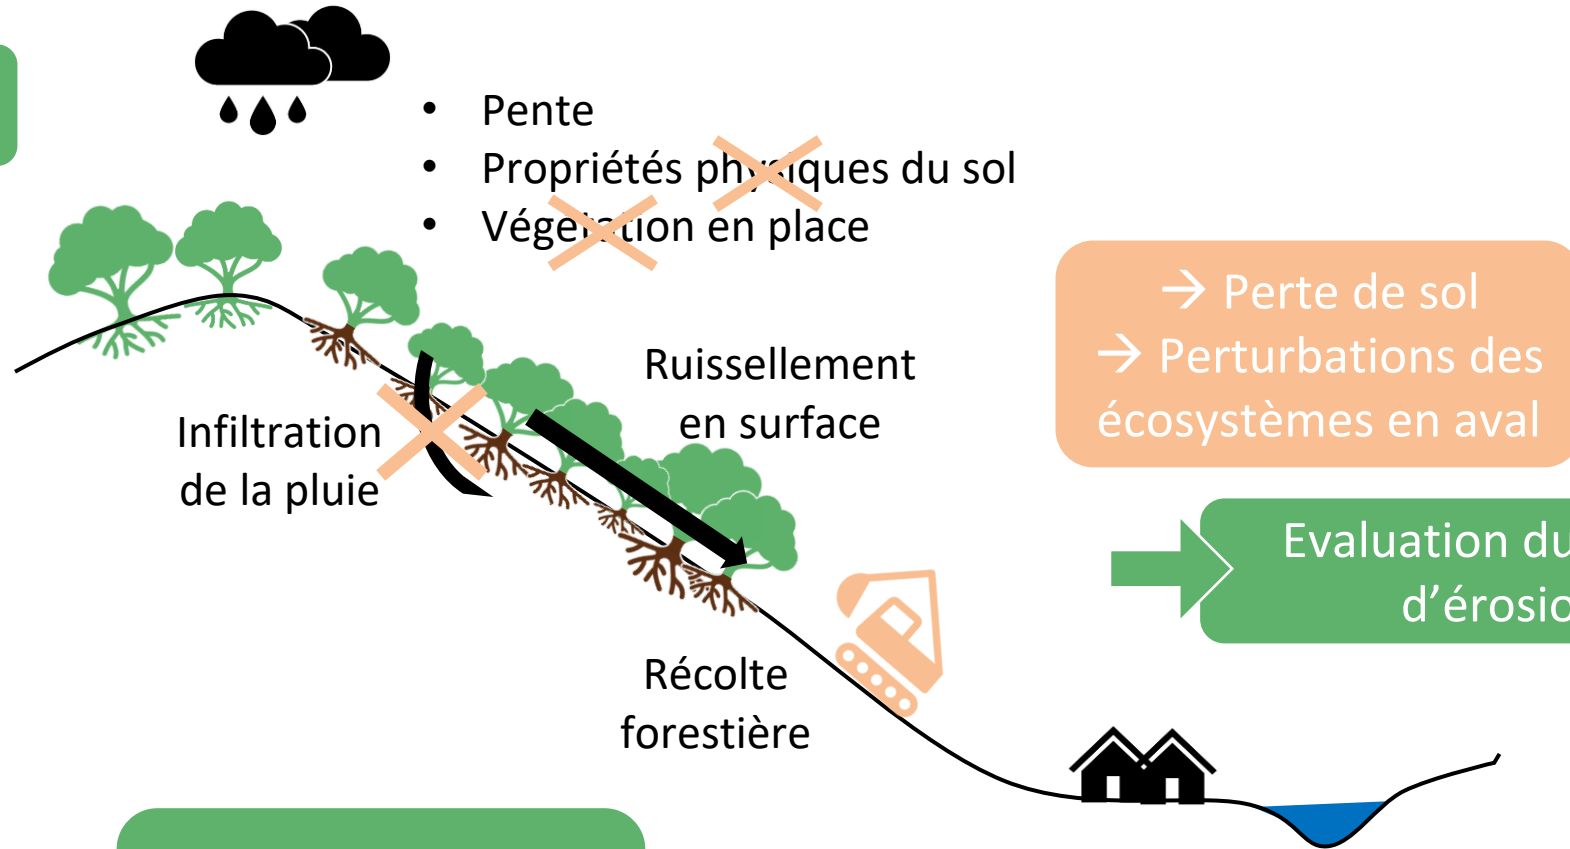 • Pente
• Propriétés physiques du sol
• Végétation en place
→ Perte de sol
→ Perturbations des
écosystèmes en aval
Ruissellement
en surface
Infiltration
de la pluie
Evaluation du
d’érosio
Récolte
forestière